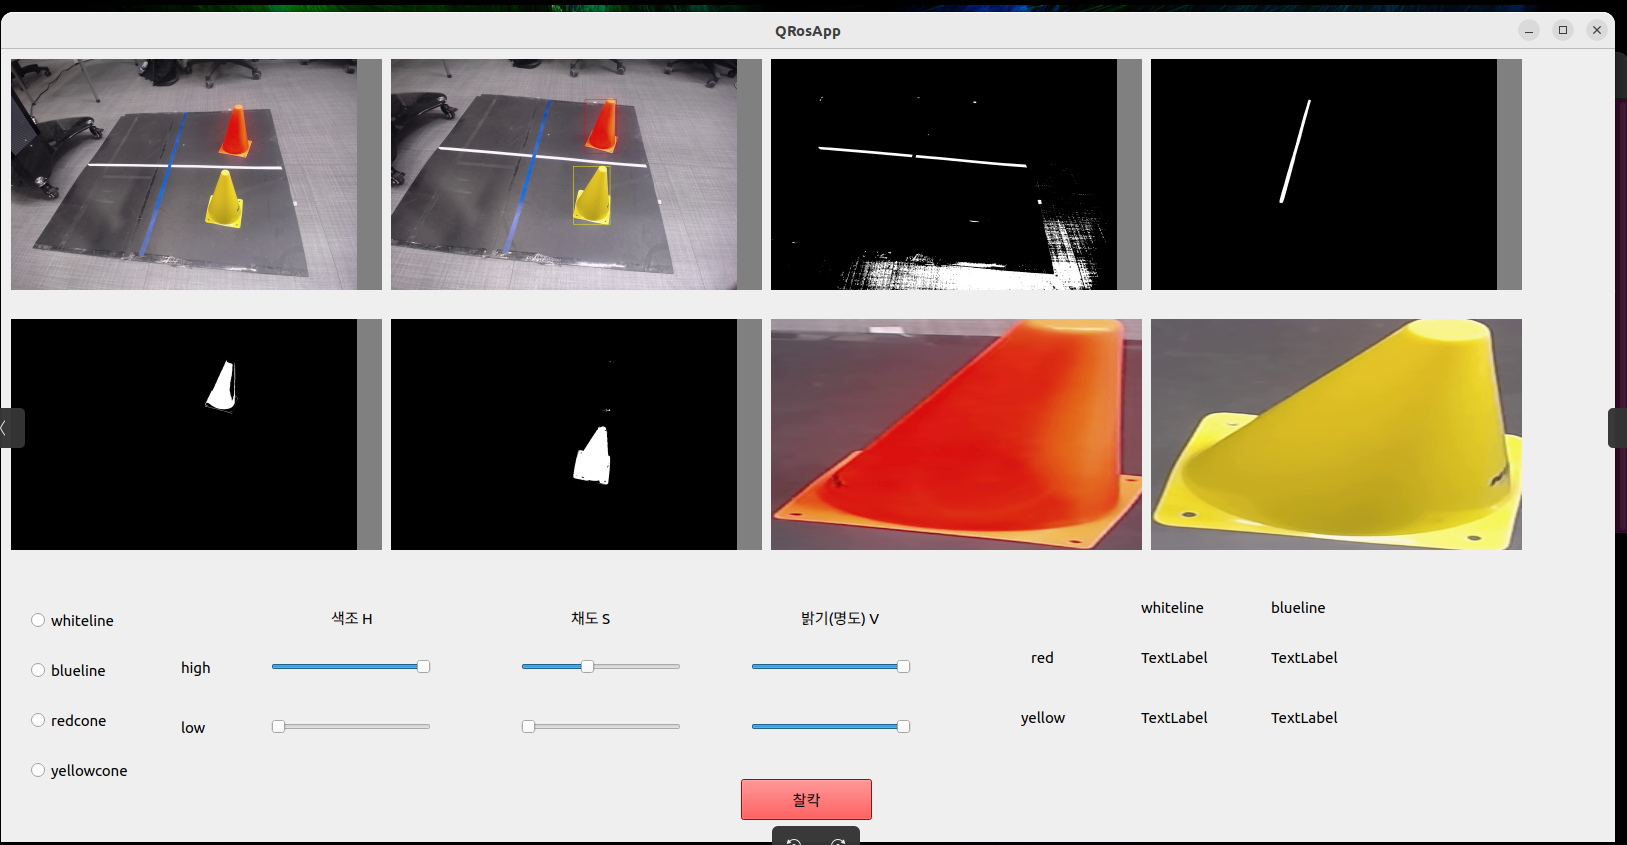 QRosApp
whiteline
blueline
redcone
yellowcone
색조 H
채도 S
밝기(명도) V
high
low
whiteline blueline
red TextLabel TextLabel
yellow TextLabel TextLabel
찰칵